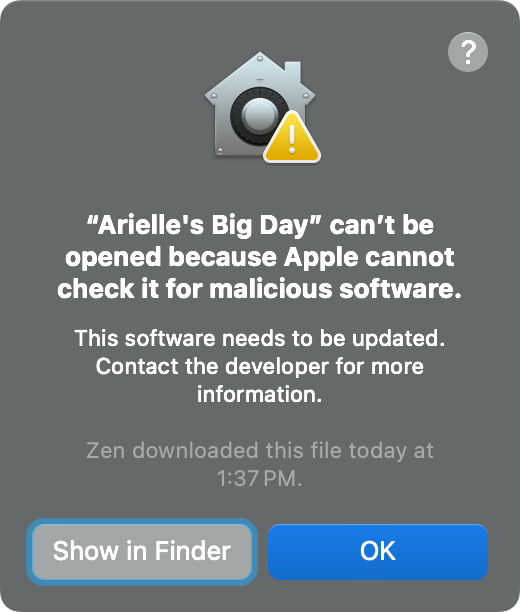 ?
“Arielle's Big Day” can’t be
opened because Apple cannot
check it for malicious software.
This software needs to be updated.
Contact the developer for more
information.
Zen downloaded this file today at
1:37 PM.
Show in Finder
OK